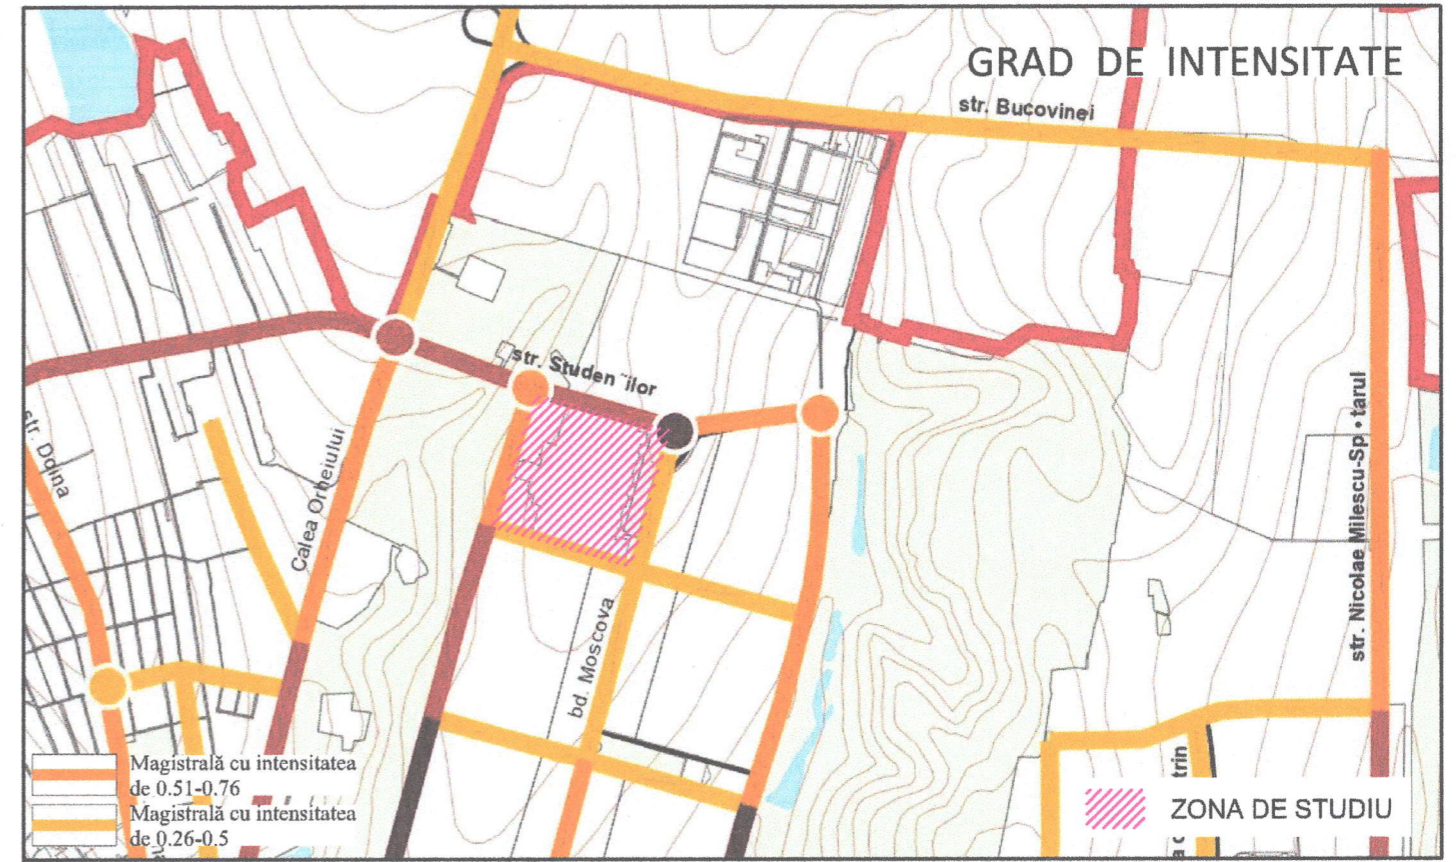 GRAD DE INTENSITATE
str. Bucovinei
str. Studen ¨ilor
str. Doina
Calea Orheiului
bd. Moscova
str. Nicolae Milescu-Sp • tarul
trin
Magistrală cu intensitatea
de 0.51-0.76
Magistrală cu intensitatea
de 0.26-0.5
ZONA DE STUDIU